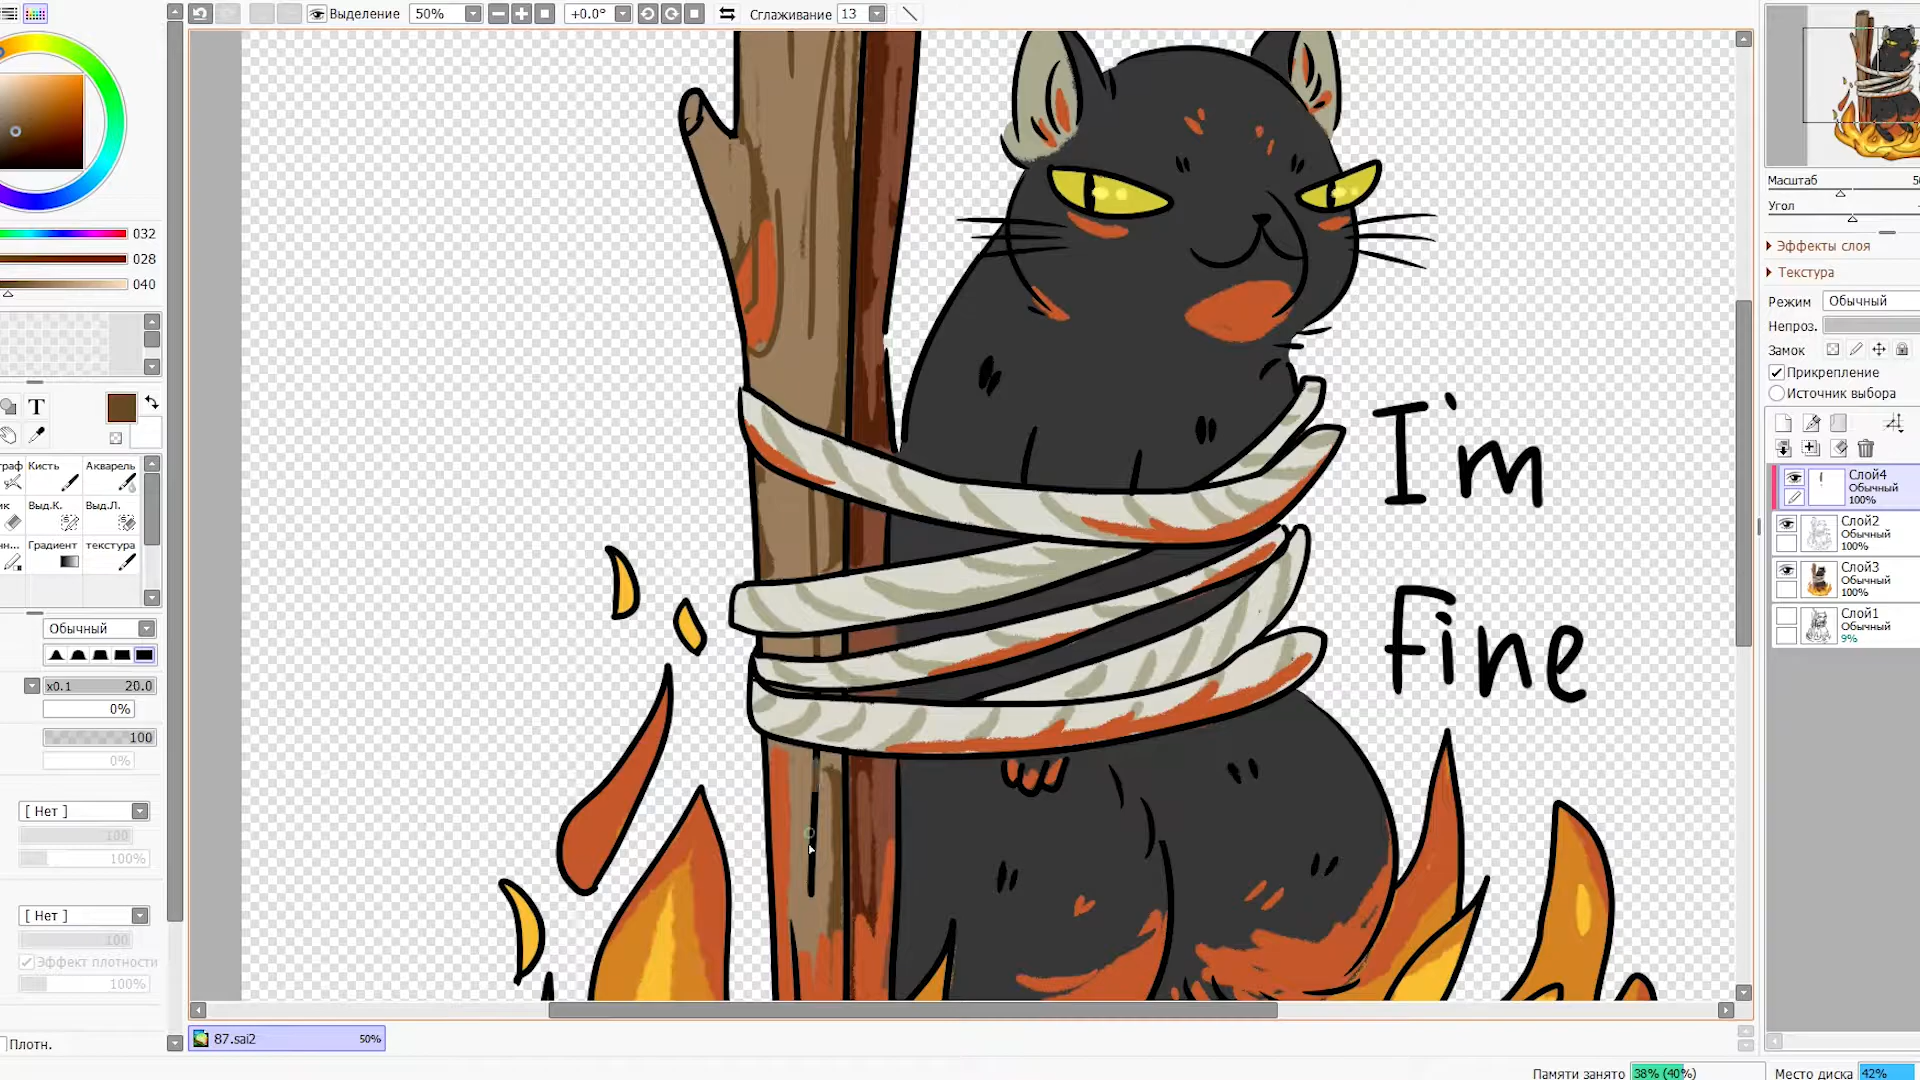 Выделение 50% +0.0° Сглаживание 13
032
028
040
T
Кисть Акварель
Выд.К. Выд.Л.
Градиент текстура
Обычный
x0.1 20.0
0%
100
0%
[ Нет ]
100
100%
[ Нет ]
100
Эффект плотности
100%
Плотн.
I'm
fine
87.sai2 50%
Масштаб
Угол
Эффекты слоя
Текстура
Режим Обычный
Непроз.
Замок
Прикрепление
Источник выбора
Слой4
Обычный
100%
Слой2
Обычный
100%
Слой3
Обычный
100%
Слой1
Обычный
9%
Памяти занято 38% (40%) Место диска 42%